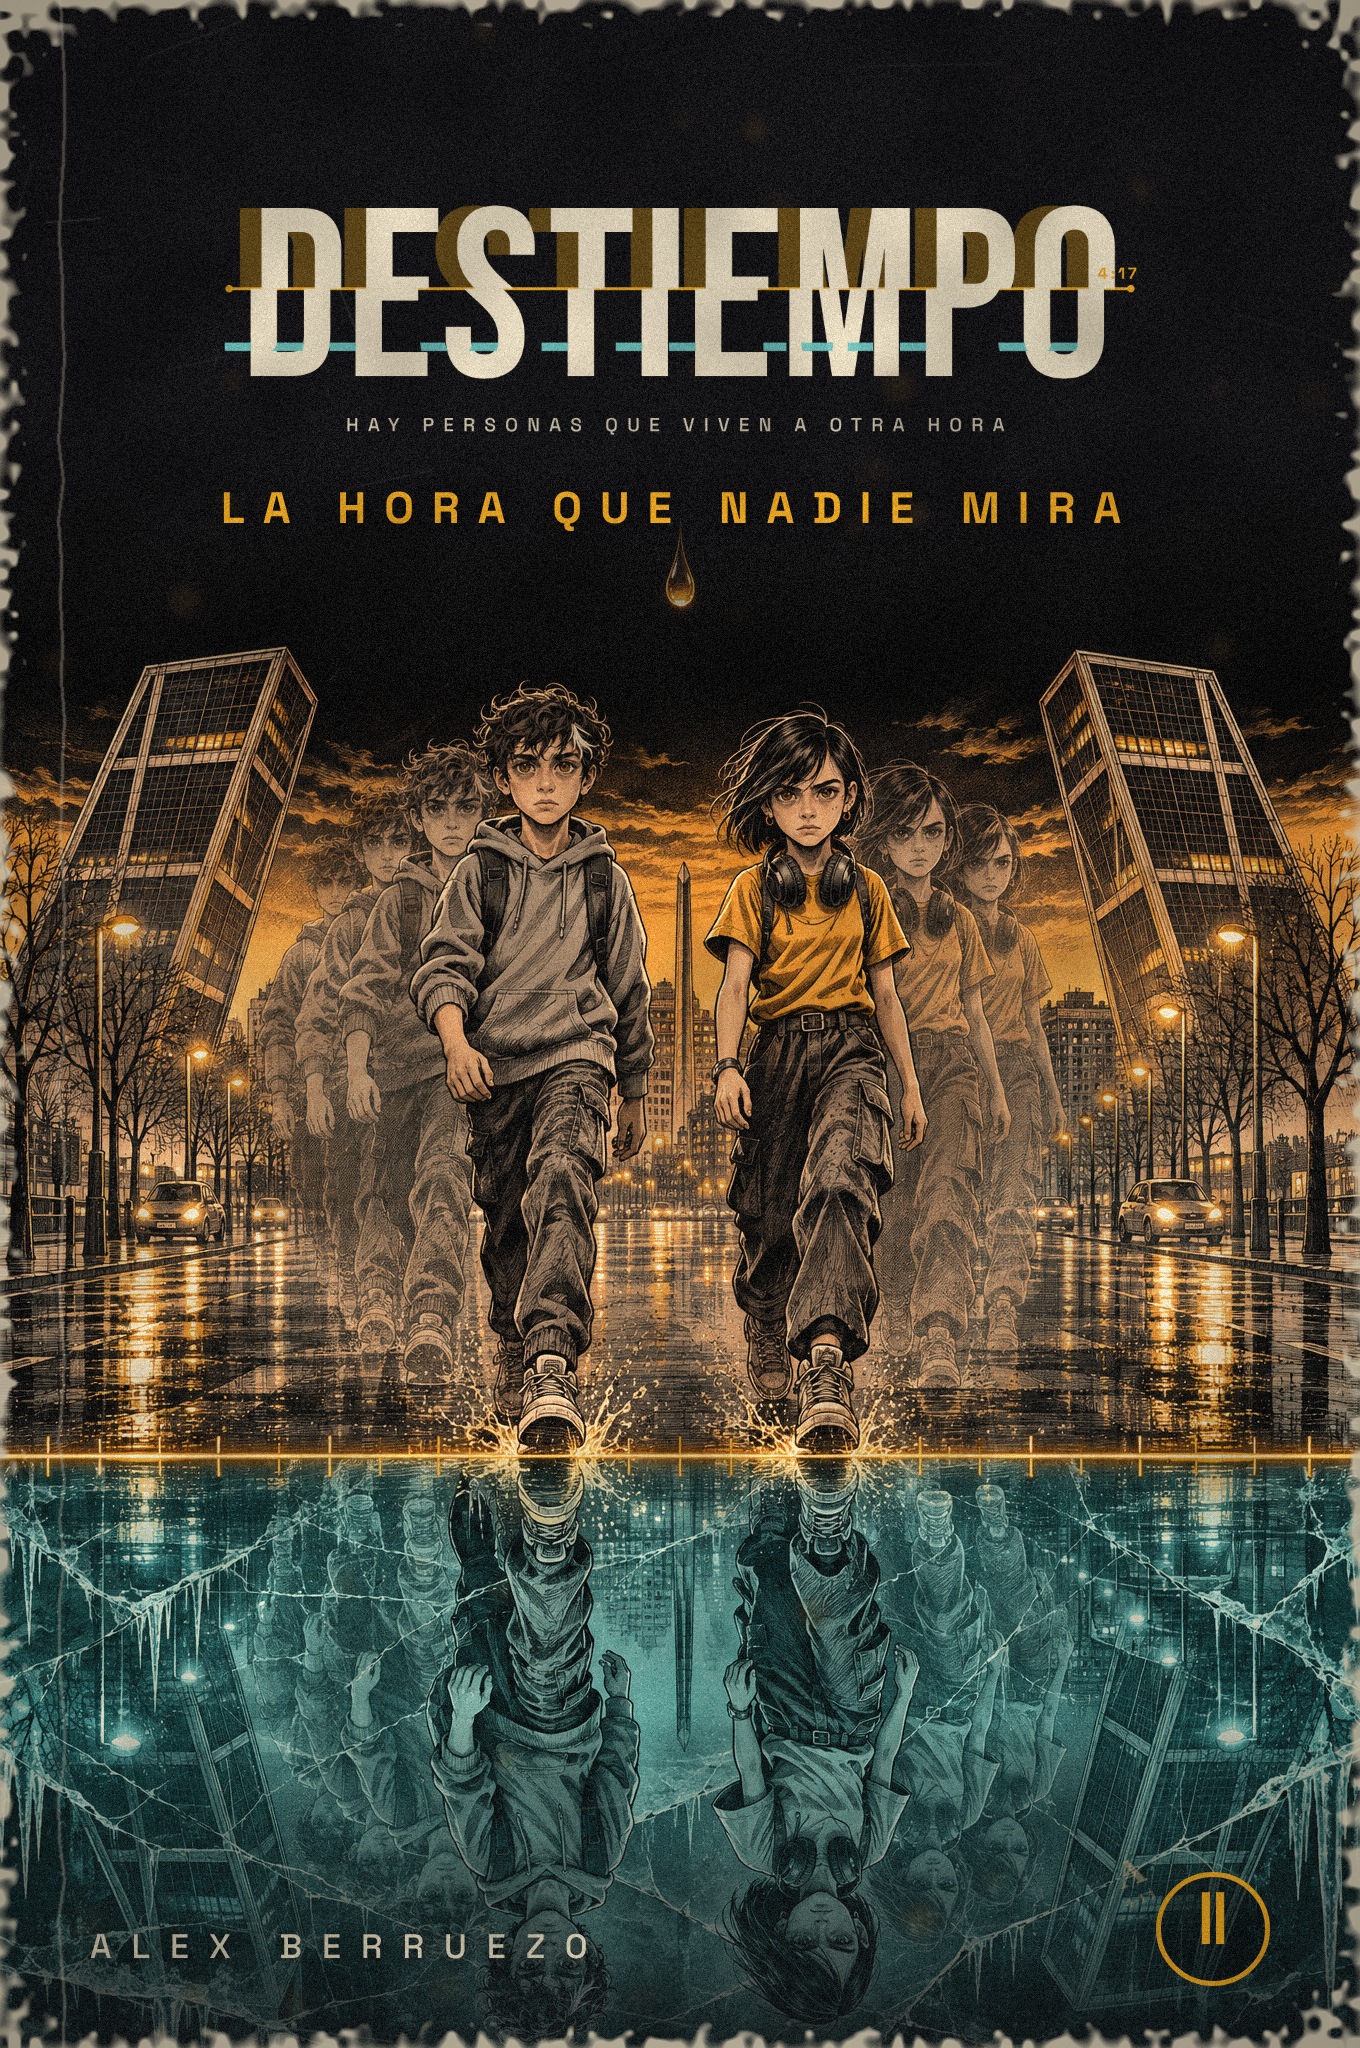 DESTIEMPO
4:17
HAY PERSONAS QUE VIVEN A OTRA HORA
LA HORA QUE NADIE MIRA
ALEX BERRUEZO
II